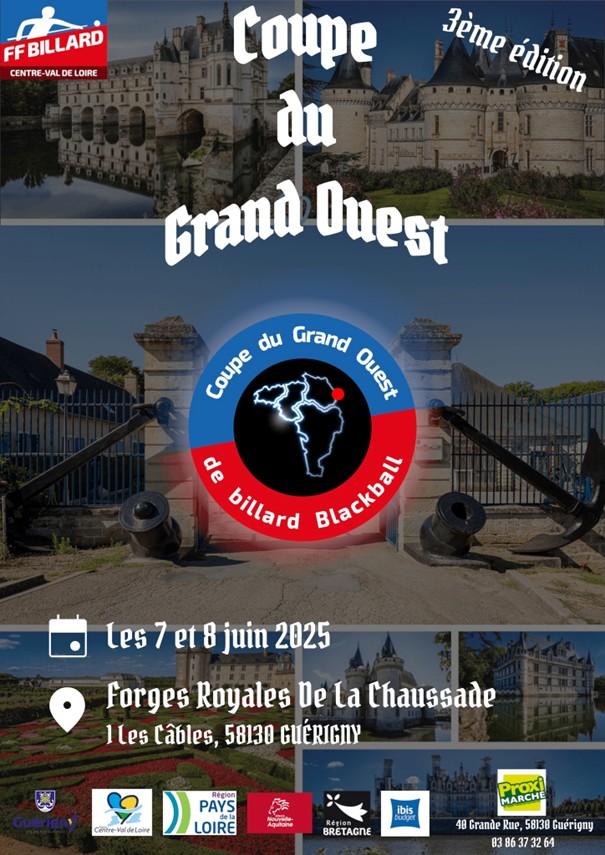 FF BILLARD
CENTRE-VAL DE LOIRE
Coupe
du
Grand Ouest
3ème édition
Coupe du Grand Ouest
de billard Blackball
Les 7 et 8 juin 2025
Forges Royales De La Chaussade
1 Les Câbles, 58130 GUÉRIGNY
Guérigny
Centre-Val de Loire
Région
PAYS
de la
LOIRE
Nouvelle-
Aquitaine
Région
BRETAGNE
ibis
budget
Proxi
MARCHÉ
40 Grande Rue, 58130 Guérigny
03 86 37 32 64